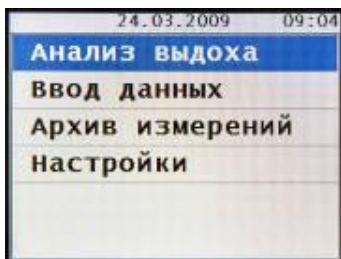 24.03.2009 09:04
Анализ выдоха
Ввод данных
Архив измерений
Настройки